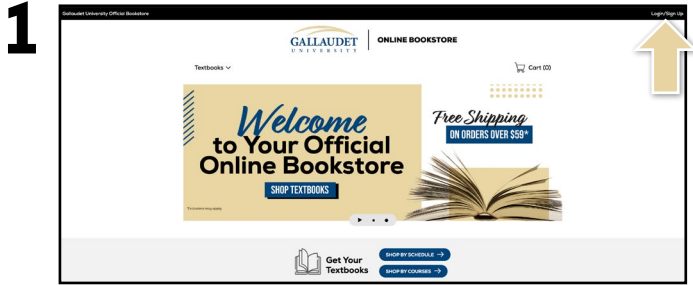 1
Gallaudet University Official Bookstore
Login/Sign Up
GALLAUDET
UNIVERSITY
ONLINE BOOKSTORE
Textbooks
Cart (0)
Welcome
to Your Official
Online Bookstore
SHOP TEXTBOOKS
Free Shipping
ON ORDERS OVER $59*
Get Your
Textbooks
SHOP BY SCHEDULE →
SHOP BY COURSES →